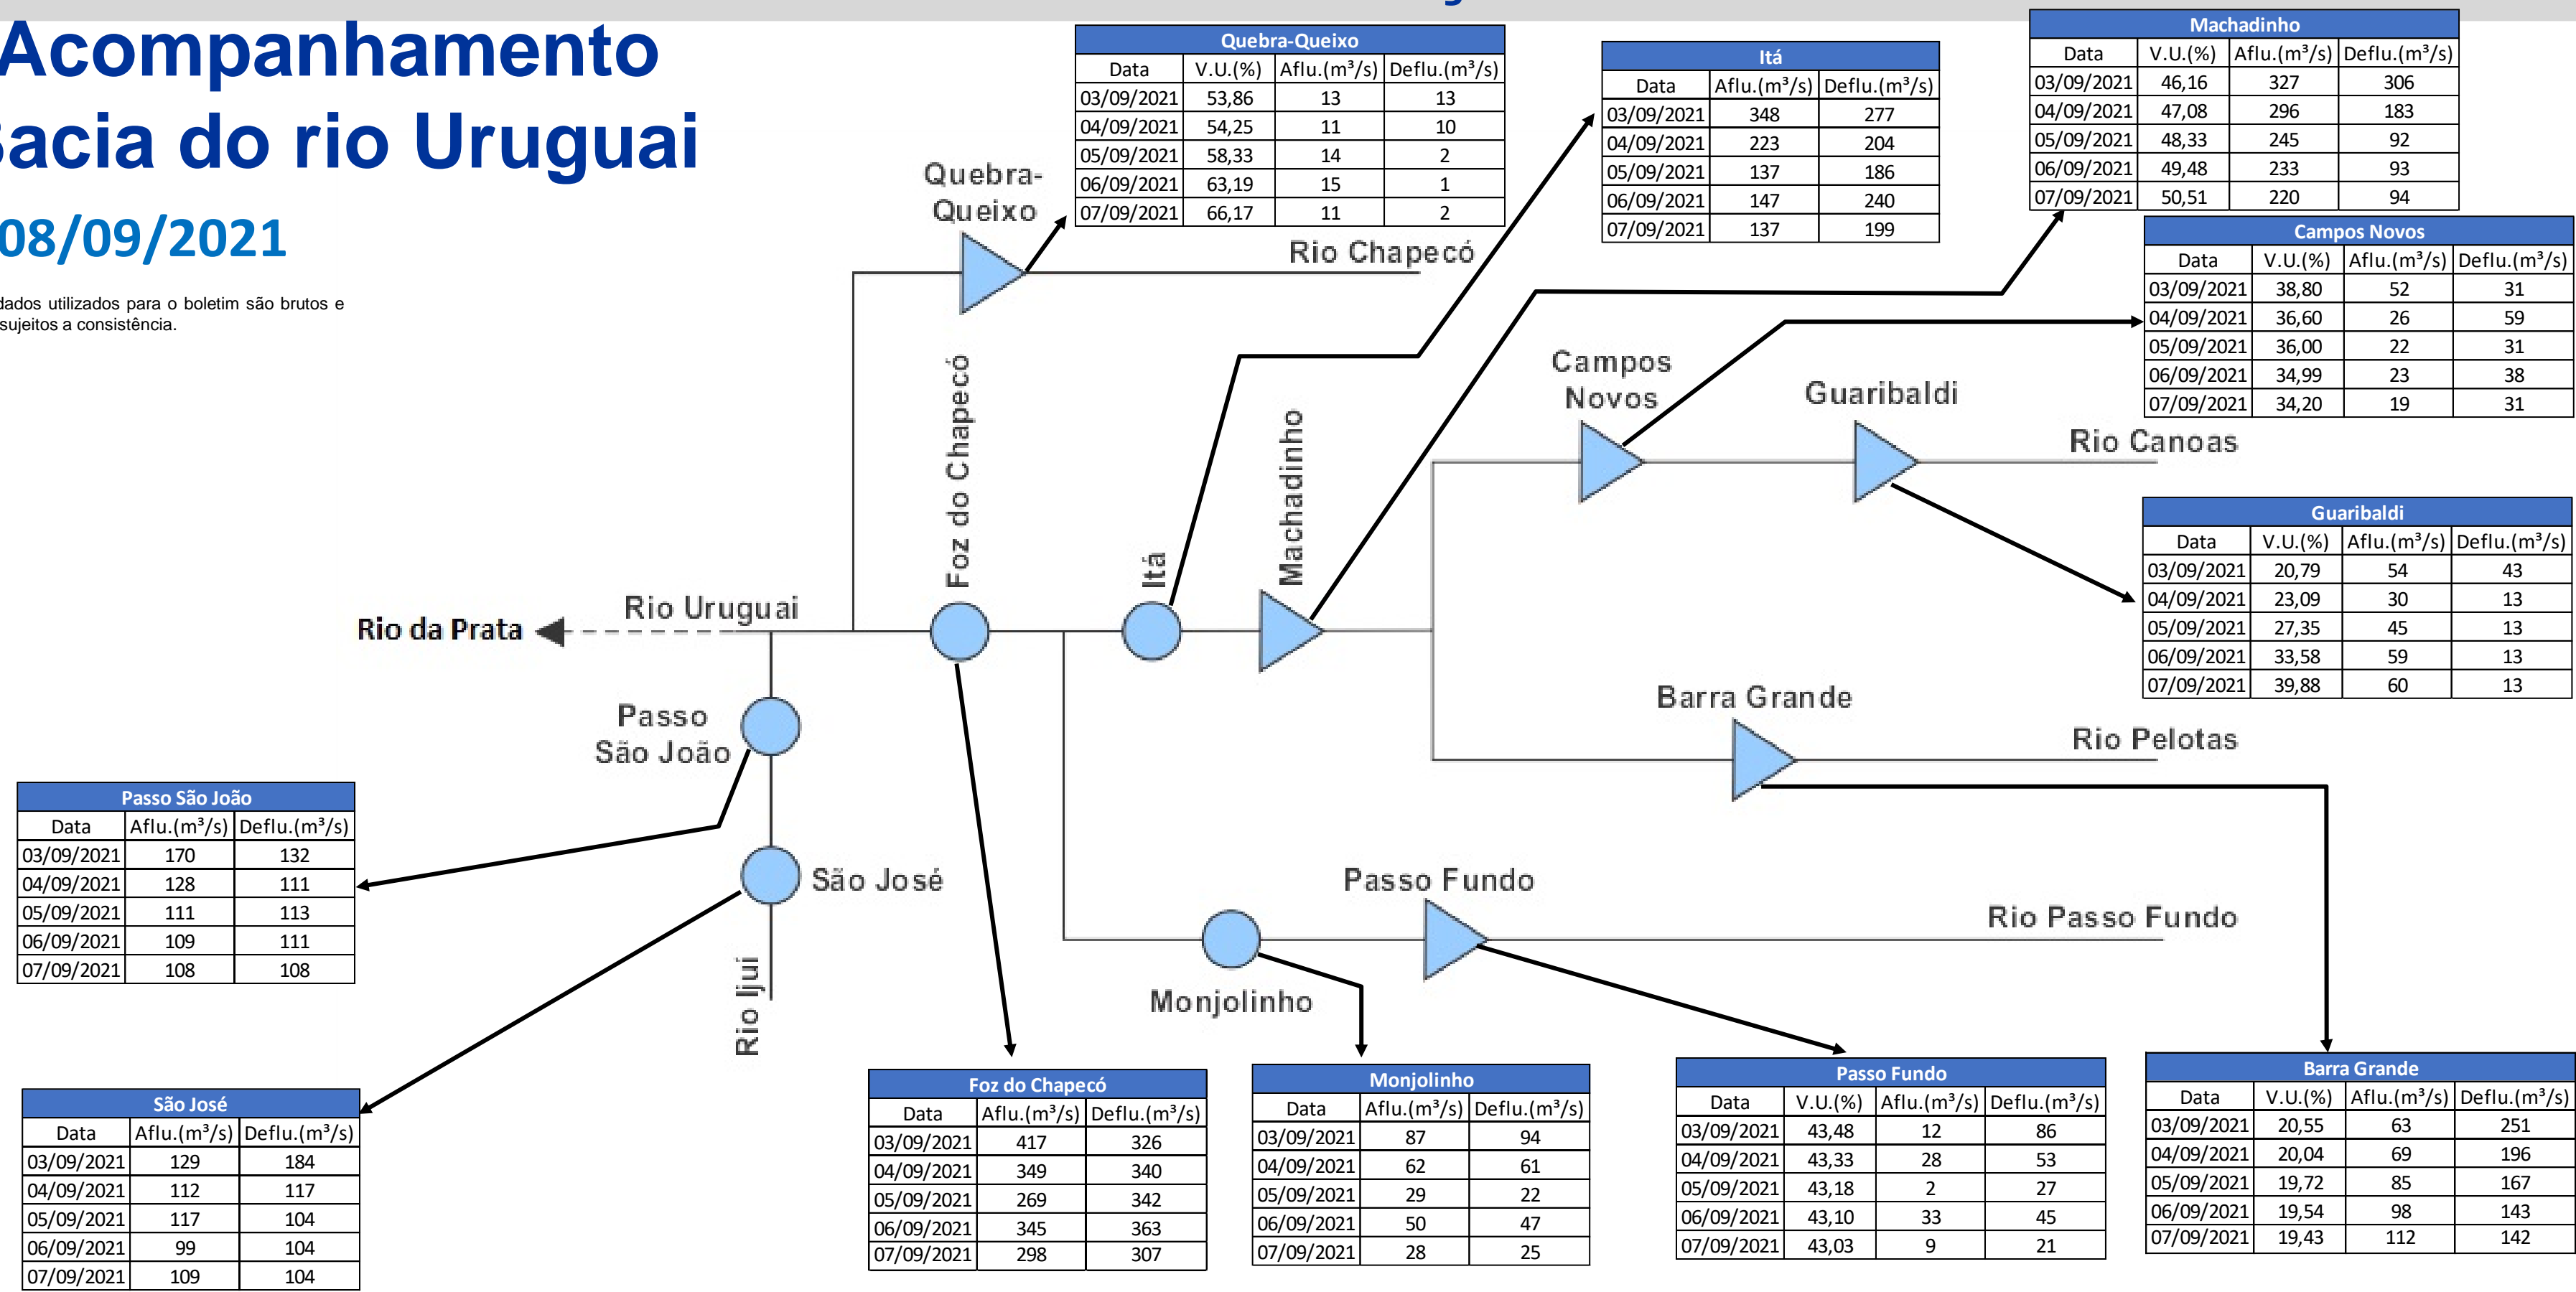 Acompanhamento
Bacia do rio Uruguai
08/09/2021
dados utilizados para o boletim são brutos e
sujeitos a consistência.
Quebra-Queixo
Data V.U.(%) Aflu.(m³/s) Deflu.(m³/s)
03/09/2021 53,86 13 13
04/09/2021 54,25 11 10
05/09/2021 58,33 14 2
06/09/2021 63,19 15 1
07/09/2021 66,17 11 2
Itá
Data Aflu.(m³/s) Deflu.(m³/s)
03/09/2021 348 277
04/09/2021 223 204
05/09/2021 137 186
06/09/2021 147 240
07/09/2021 137 199
Machadinho
Data V.U.(%) Aflu.(m³/s) Deflu.(m³/s)
03/09/2021 46,16 327 306
04/09/2021 47,08 296 183
05/09/2021 48,33 245 92
06/09/2021 49,48 233 93
07/09/2021 50,51 220 94
Campos Novos
Data V.U.(%) Aflu.(m³/s) Deflu.(m³/s)
03/09/2021 38,80 52 31
04/09/2021 36,60 26 59
05/09/2021 36,00 22 31
06/09/2021 34,99 23 38
07/09/2021 34,20 19 31
Guaribaldi
Data V.U.(%) Aflu.(m³/s) Deflu.(m³/s)
03/09/2021 20,79 54 43
04/09/2021 23,09 30 13
05/09/2021 27,35 45 13
06/09/2021 33,58 59 13
07/09/2021 39,88 60 13
Quebra-
Queixo
Rio Chapecó
Foz do Chapecó
Itá
Machadinho
Campos
Novos
Guaribaldi
Rio Canoas
Rio da Prata
Rio Uruguai
Passo
São João
São José
Rio Ijuí
Barra Grande
Rio Pelotas
Passo Fundo
Rio Passo Fundo
Monjolinho
Passo São João
Data Aflu.(m³/s) Deflu.(m³/s)
03/09/2021 170 132
04/09/2021 128 111
05/09/2021 111 113
06/09/2021 109 111
07/09/2021 108 108
São José
Data Aflu.(m³/s) Deflu.(m³/s)
03/09/2021 129 184
04/09/2021 112 117
05/09/2021 117 104
06/09/2021 99 104
07/09/2021 109 104
Foz do Chapecó
Data Aflu.(m³/s) Deflu.(m³/s)
03/09/2021 417 326
04/09/2021 349 340
05/09/2021 269 342
06/09/2021 345 363
07/09/2021 298 307
Monjolinho
Data Aflu.(m³/s) Deflu.(m³/s)
03/09/2021 87 94
04/09/2021 62 61
05/09/2021 29 22
06/09/2021 50 47
07/09/2021 28 25
Passo Fundo
Data V.U.(%) Aflu.(m³/s) Deflu.(m³/s)
03/09/2021 43,48 12 86
04/09/2021 43,33 28 53
05/09/2021 43,18 2 27
06/09/2021 43,10 33 45
07/09/2021 43,03 9 21
Barra Grande
Data V.U.(%) Aflu.(m³/s) Deflu.(m³/s)
03/09/2021 20,55 63 251
04/09/2021 20,04 69 196
05/09/2021 19,72 85 167
06/09/2021 19,54 98 143
07/09/2021 19,43 112 142